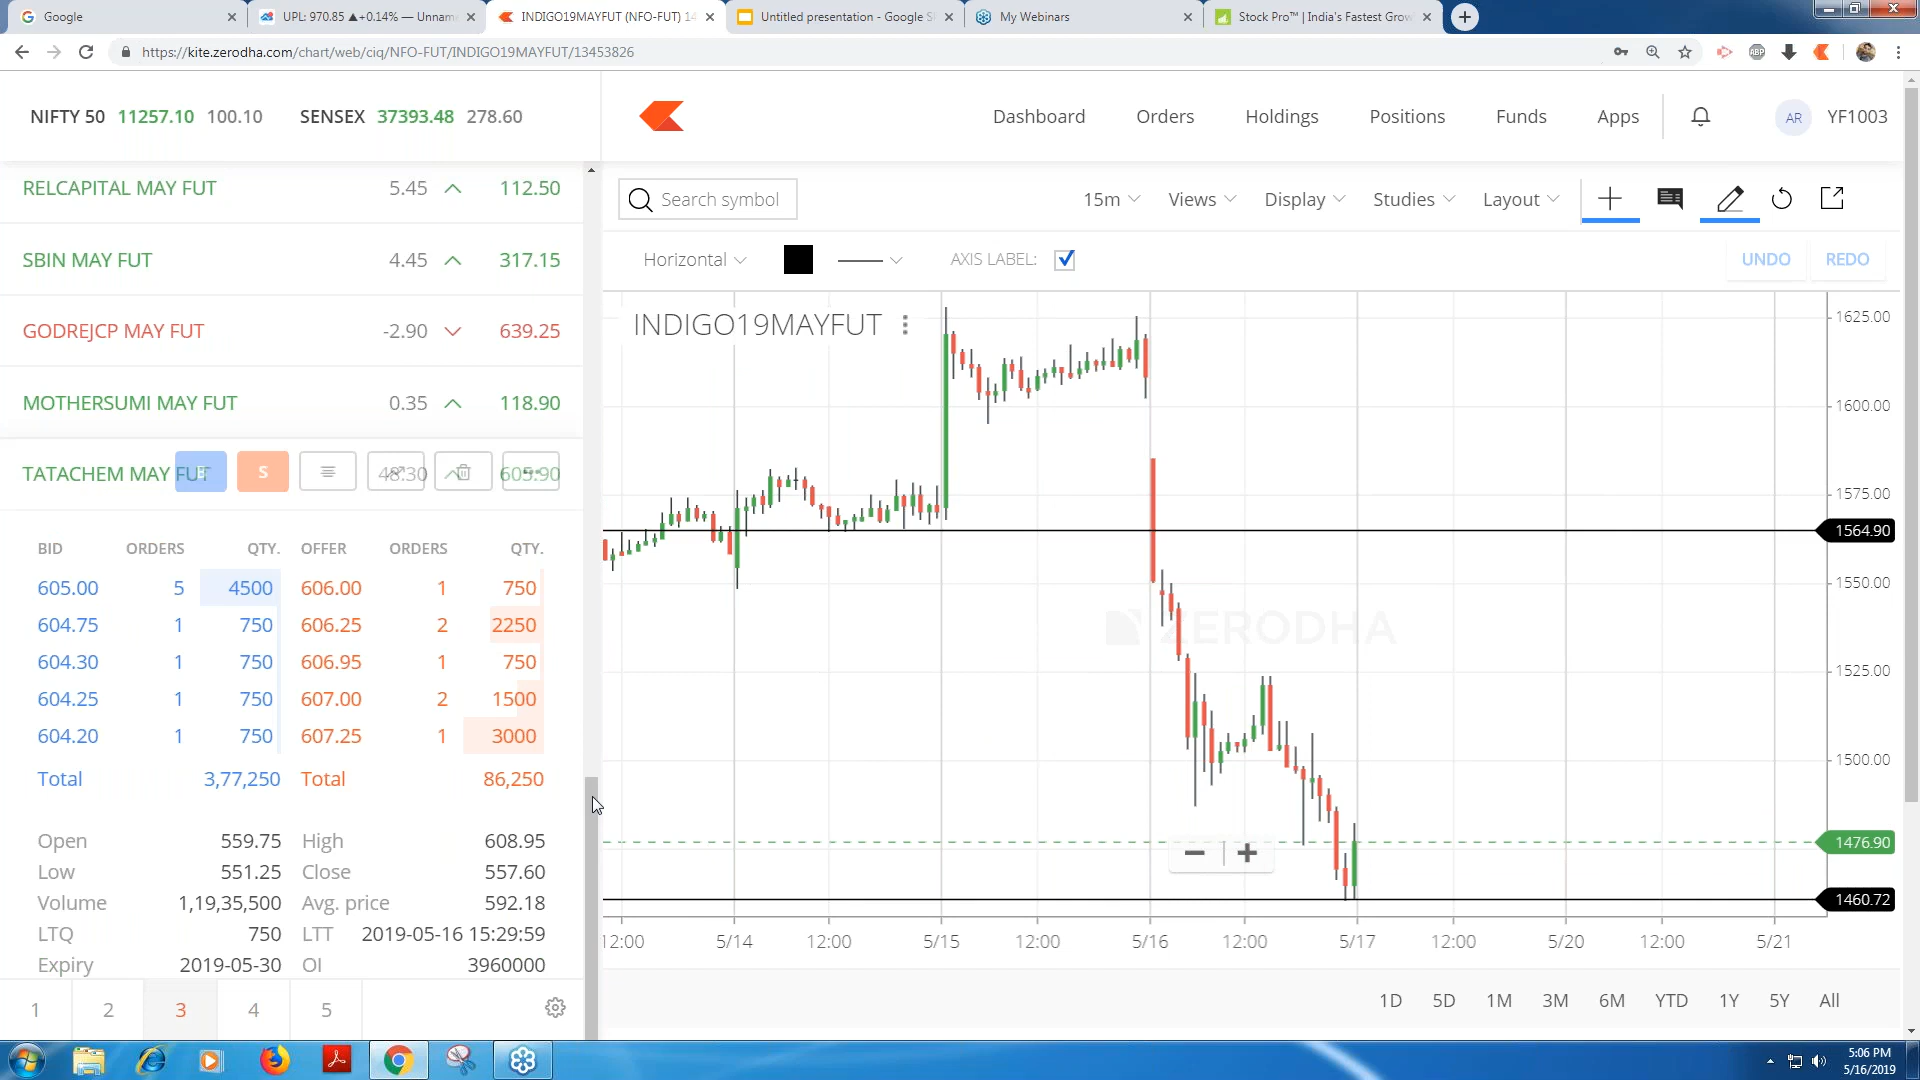 Google
UPL: 970.85 ▲+0.14% — Unnam
INDIGO19MAYFUT (NFO-FUT) 14
Untitled presentation - Google S
My Webinars
Stock Pro™ | India's Fastest Grow
https://kite.zerodha.com/chart/web/ciq/NFO-FUT/INDIGO19MAYFUT/13453826
NIFTY 50 11257.10 100.10 SENSEX 37393.48 278.60
Dashboard Orders Holdings Positions Funds Apps AR YF1003
RELCAPITAL MAY FUT 5.45 112.50
SBIN MAY FUT 4.45 317.15
GODREJCP MAY FUT -2.90 639.25
MOTHERSUMI MAY FUT 0.35 118.90
TATACHEM MAY FUT B S 48.30 605.90
BID ORDERS QTY. OFFER ORDERS QTY.
605.00 5 4500 606.00 1 750
604.75 1 750 606.25 2 2250
604.30 1 750 606.95 1 750
604.25 1 750 607.00 2 1500
604.20 1 750 607.25 1 3000
Total 3,77,250 Total 86,250
Open 559.75 High 608.95
Low 551.25 Close 557.60
Volume 1,19,35,500 Avg. price 592.18
LTQ 750 LTT 2019-05-16 15:29:59
Expiry 2019-05-30 OI 3960000
1 2 3 4 5
Search symbol 15m Views Display Studies Layout
Horizontal AXIS LABEL: UNDO REDO
INDIGO19MAYFUT
ZERODHA
1625.00
1600.00
1575.00
1564.90
1550.00
1525.00
1500.00
1476.90
1460.72
12:00 5/14 12:00 5/15 12:00 5/16 12:00 5/17 12:00 5/20 12:00 5/21
1D 5D 1M 3M 6M YTD 1Y 5Y All
5:06 PM
5/16/2019